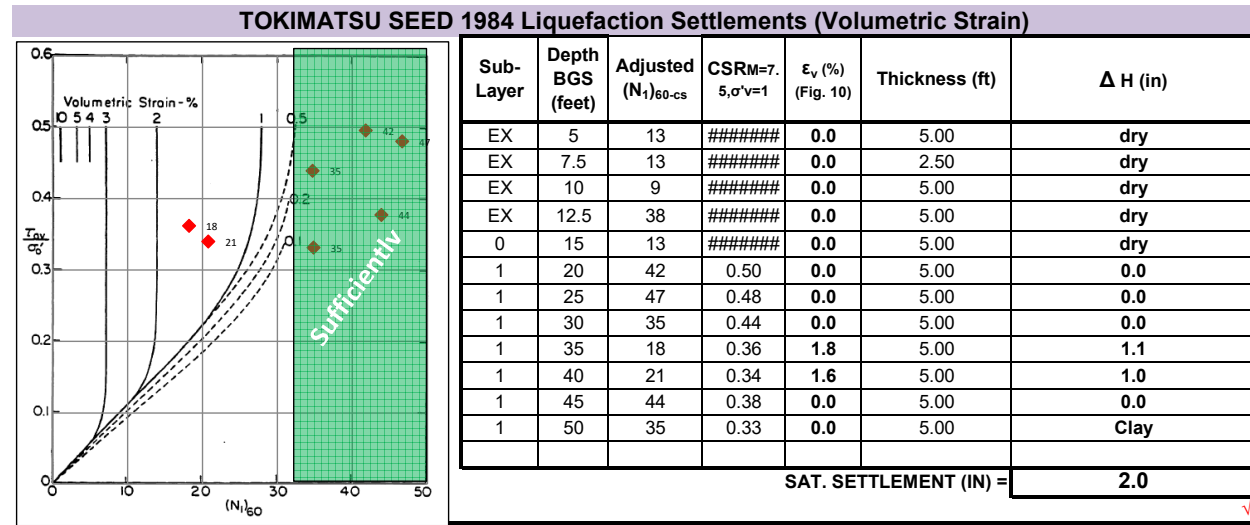 TOKIMATSU SEED 1984 Liquefaction Settlements (Volumetric Strain)
0.6
Volumetric Strain-%
10 5 4 3 2 1 0.5
0.5
42
47
35
0.4
0.2
44
18
21
0.1
35
τav
σ'o
0.3
Sufficiently
0.2
0.1
0
0 10 20 30 40 50
(N1)60
Sub-Layer Depth BGS (feet) Adjusted (N1)60-cs CSRM=7.5,σ'v=1 εv (%) (Fig. 10) Thickness (ft) Δ H (in)
EX 5 13 ####### 0.0 5.00 dry
EX 7.5 13 ####### 0.0 2.50 dry
EX 10 9 ####### 0.0 5.00 dry
EX 12.5 38 ####### 0.0 5.00 dry
0 15 13 ####### 0.0 5.00 dry
1 20 42 0.50 0.0 5.00 0.0
1 25 47 0.48 0.0 5.00 0.0
1 30 35 0.44 0.0 5.00 0.0
1 35 18 0.36 1.8 5.00 1.1
1 40 21 0.34 1.6 5.00 1.0
1 45 44 0.38 0.0 5.00 0.0
1 50 35 0.33 0.0 5.00 Clay
SAT. SETTLEMENT (IN) = 2.0
√